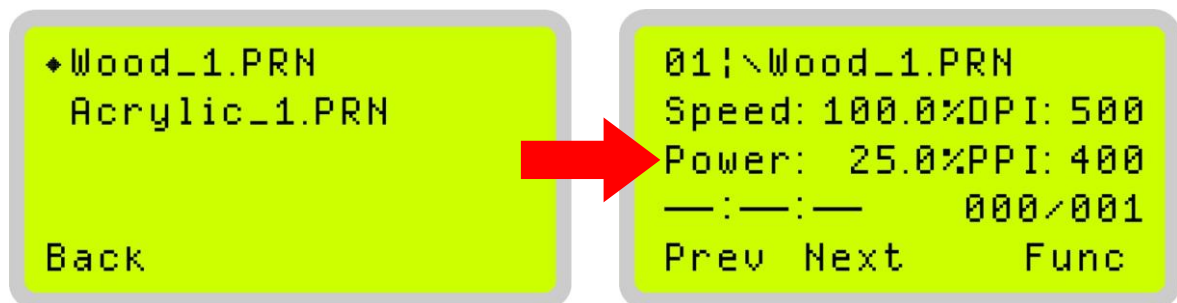 ◆Wood_1.PRN
Acrylic_1.PRN
Back
01¦\Wood_1.PRN
Speed: 100.0%DPI: 500
Power: 25.0%PPI: 400
——:——:—— 000/001
Prev Next Func